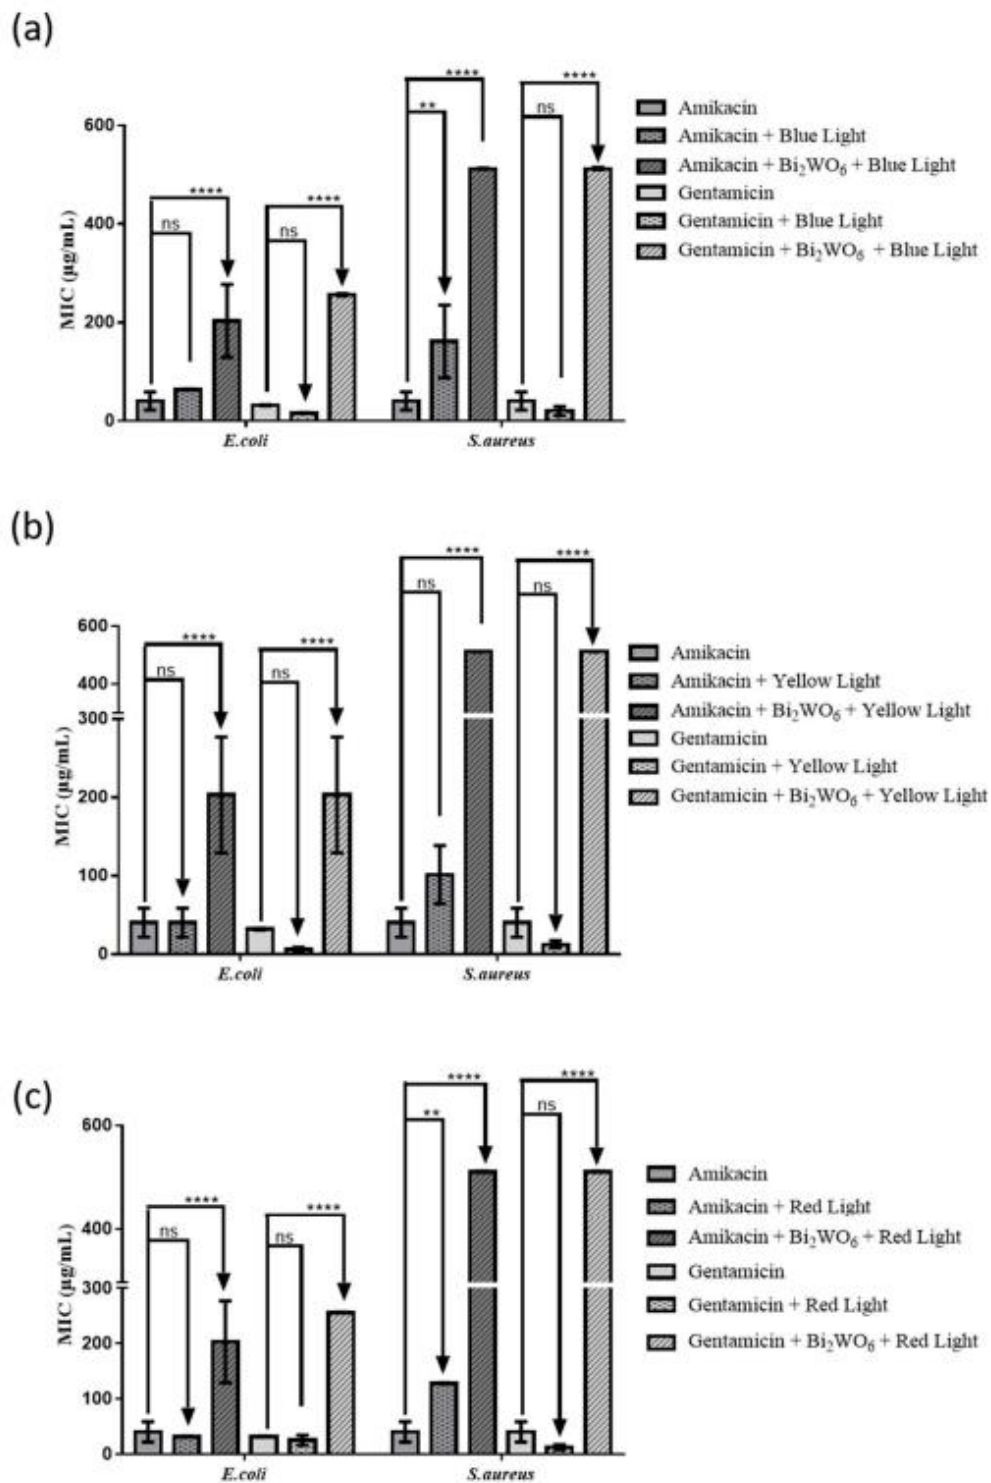 (a)
**** ****
** ns
600
400
200
0
MIC (µg/mL)
**** ****
ns ns
E.coli S.aureus
Amikacin
Amikacin + Blue Light
Amikacin + Bi₂WO₆ + Blue Light
Gentamicin
Gentamicin + Blue Light
Gentamicin + Bi₂WO₆ + Blue Light
(b)
**** ****
ns ns
600
400
300
200
100
0
MIC (µg/mL)
**** ****
ns ns
E.coli S.aureus
Amikacin
Amikacin + Yellow Light
Amikacin + Bi₂WO₆ + Yellow Light
Gentamicin
Gentamicin + Yellow Light
Gentamicin + Bi₂WO₆ + Yellow Light
(c)
**** ****
** ns
600
400
300
200
100
0
MIC (µg/mL)
**** ****
ns ns
E.coli S.aureus
Amikacin
Amikacin + Red Light
Amikacin + Bi₂WO₆ + Red Light
Gentamicin
Gentamicin + Red Light
Gentamicin + Bi₂WO₆ + Red Light